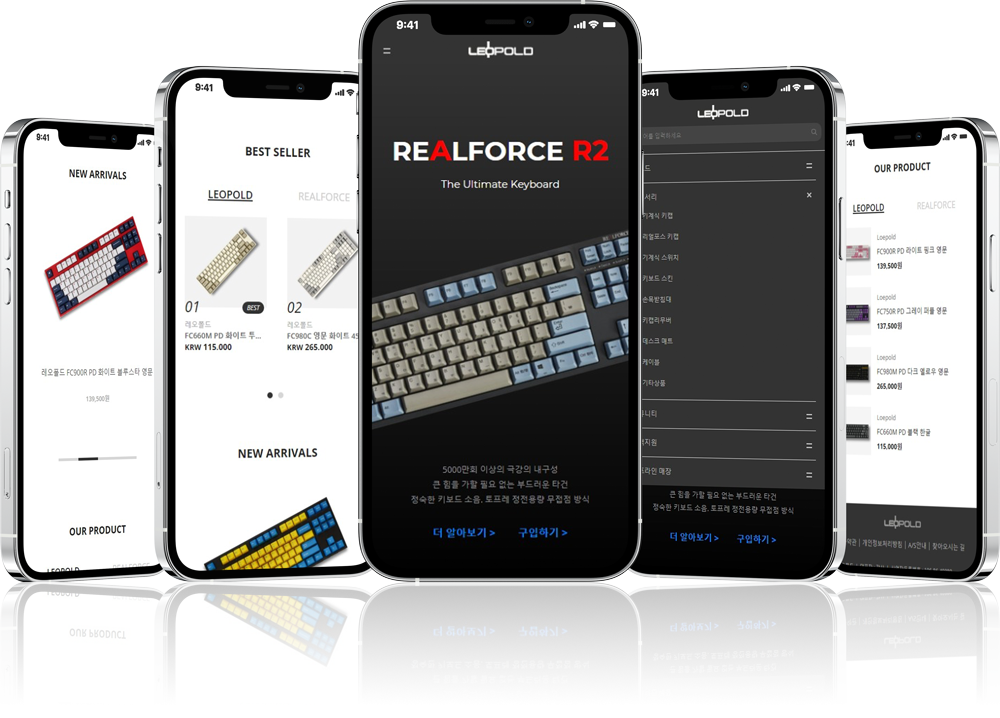 9:41
NEW ARRIVALS
레오폴드 FC900R PD 화이트 블루스타 영문
139,500원
OUR PRODUCT
LEOPOLD
REALFORCE
9:41
BEST SELLER
LEOPOLD
REALFORCE
01
BEST
레오폴드
FC660M PD 화이트 투...
KRW 115.000
02
레오폴드
FC980C 영문 화이트 45
KRW 265.000
NEW ARRIVALS
9:41
LEOPOLD
REALFORCE R2
The Ultimate Keyboard
5000만회 이상의 극강의 내구성
큰 힘을 가할 필요 없는 부드러운 타건
정숙한 키보드 소음, 토프레 정전용량 무접점 방식
더 알아보기 >
구입하기 >
9:41
LEOPOLD
를 입력하세요
드
서리
기계식 키캡
리얼포스 키캡
기계식 스위치
키보드 스킨
손목받침대
키캡리무버
데스크 매트
케이블
기타상품
뮤니티
지원
라인 매장
큰 힘을 가할 필요 없는 부드러운 타건
정숙한 키보드 소음, 토프레 정전용량 무접점 방식
더 알아보기 >
구입하기 >
:41
OUR PRODUCT
LEOPOLD
REALFORCE
Leopold
FC900R PD 라이트 핑크 영문
139.500원
Leopold
FC750R PD 그레이 퍼플 영문
137.500원
Leopold
FC980M PD 다크 옐로우 영문
265,000원
Leopold
FC660M PD 블랙 한글
115.000원
LEOPOLD
약관 | 개인정보처리방침 | A/S안내 | 찾아오시는 길